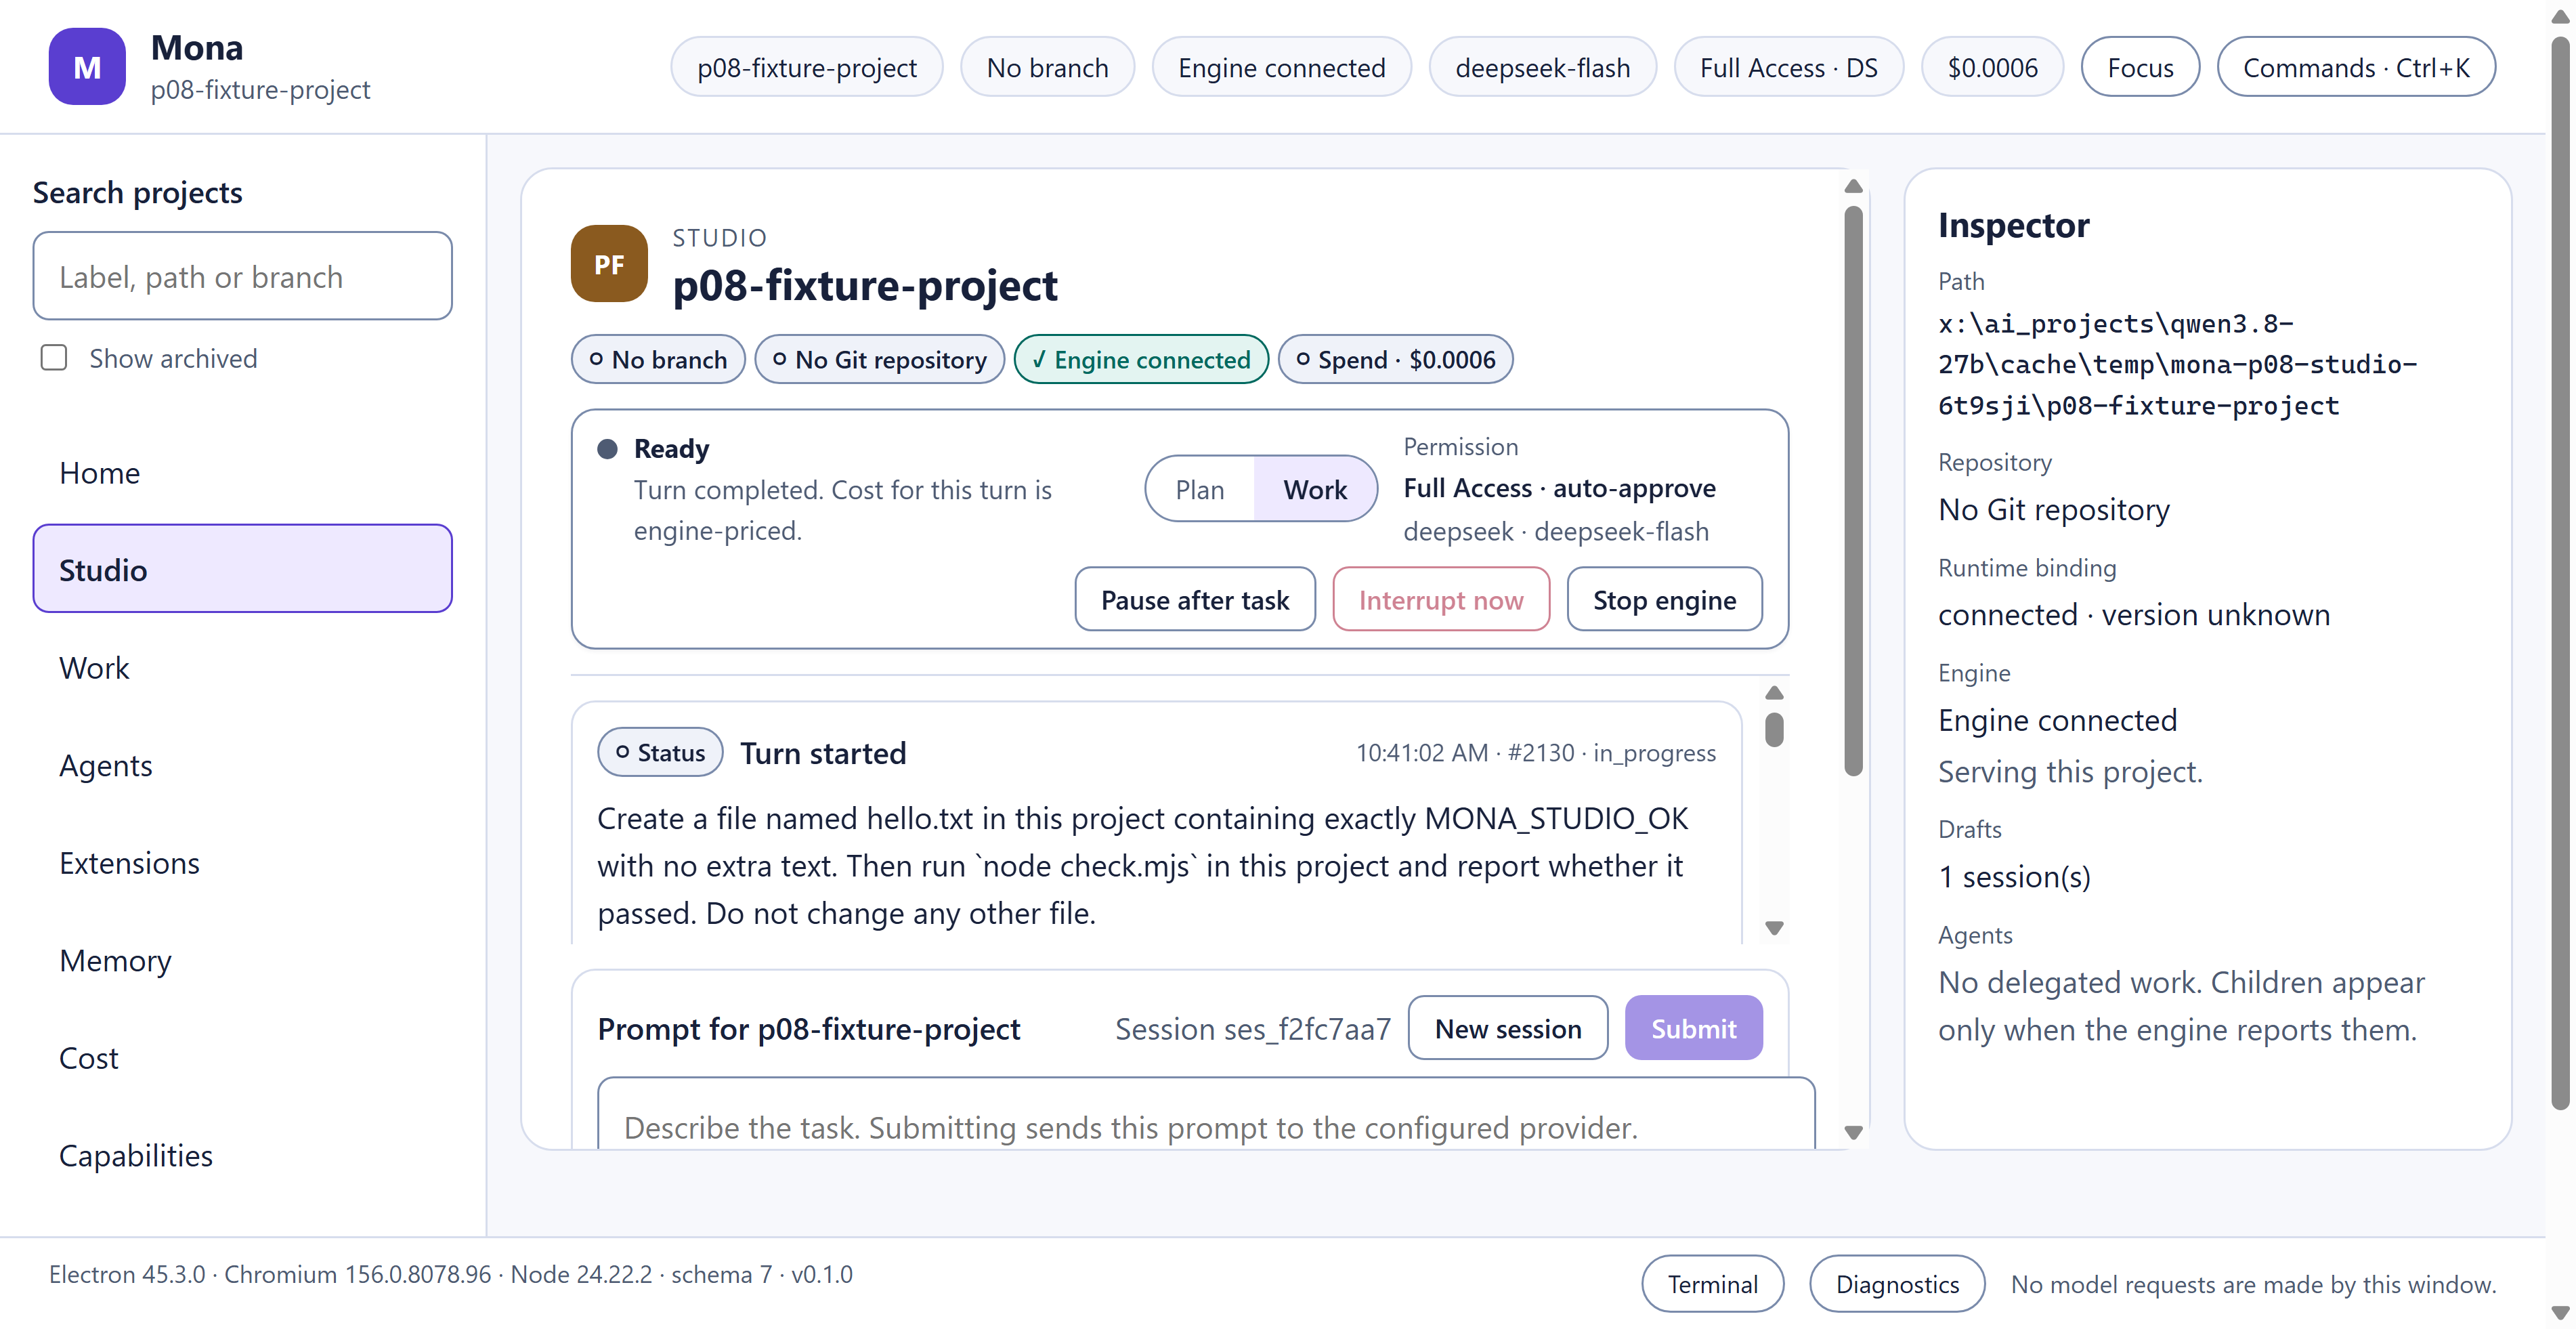 M
Mona
p08-fixture-project
p08-fixture-project
No branch
Engine connected
deepseek-flash
Full Access · DS
$0.0006
Focus
Commands · Ctrl+K
Search projects
Label, path or branch
Show archived
Home
Studio
Work
Agents
Extensions
Memory
Cost
Capabilities
PF
STUDIO
p08-fixture-project
No branch
No Git repository
✓ Engine connected
Spend · $0.0006
Ready
Turn completed. Cost for this turn is
engine-priced.
Plan
Work
Permission
Full Access · auto-approve
deepseek · deepseek-flash
Pause after task
Interrupt now
Stop engine
Status
Turn started
10:41:02 AM · #2130 · in_progress
Create a file named hello.txt in this project containing exactly MONA_STUDIO_OK
with no extra text. Then run `node check.mjs` in this project and report whether it
passed. Do not change any other file.
Prompt for p08-fixture-project
Session ses_f2fc7aa7
New session
Submit
Describe the task. Submitting sends this prompt to the configured provider.
Inspector
Path
x:\ai_projects\qwen3.8-
27b\cache\temp\mona-p08-studio-
6t9sji\p08-fixture-project
Repository
No Git repository
Runtime binding
connected · version unknown
Engine
Engine connected
Serving this project.
Drafts
1 session(s)
Agents
No delegated work. Children appear
only when the engine reports them.
Electron 45.3.0 · Chromium 156.0.8078.96 · Node 24.22.2 · schema 7 · v0.1.0
Terminal
Diagnostics
No model requests are made by this window.